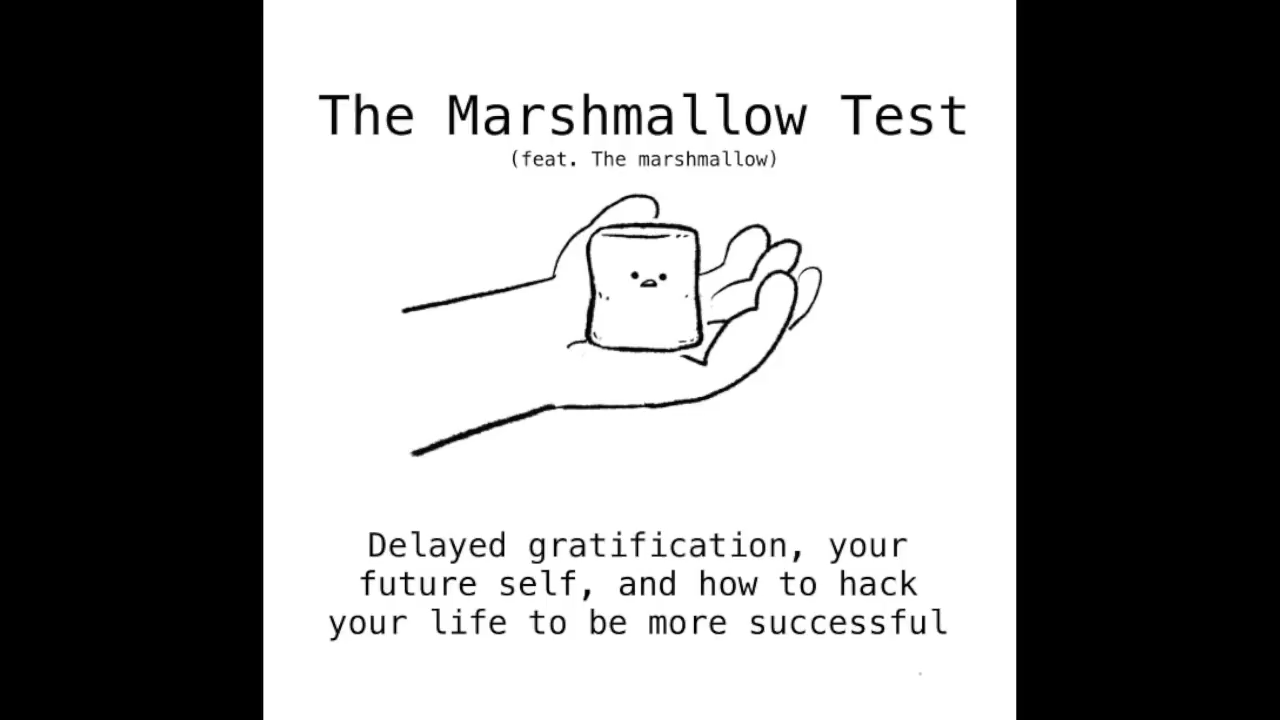 The Marshmallow Test
(feat. The marshmallow)
Delayed gratification, your
future self, and how to hack
your life to be more successful